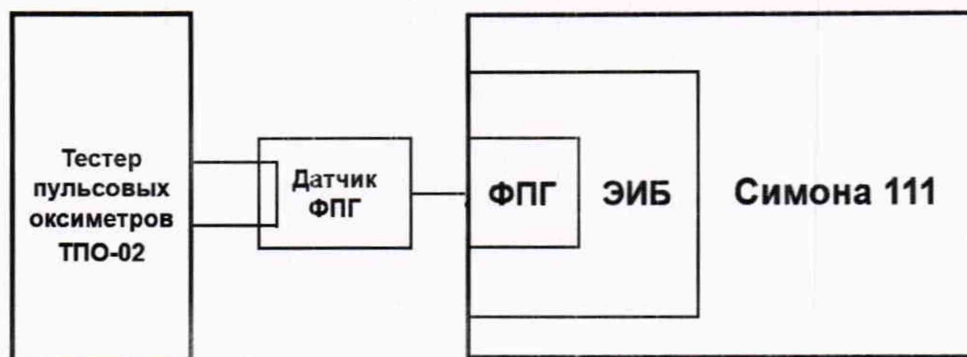 Тестер
пульсовых
оксиметров
ТПО-02
Датчик
ФПГ
ФПГ
ЭИБ
Симона 111